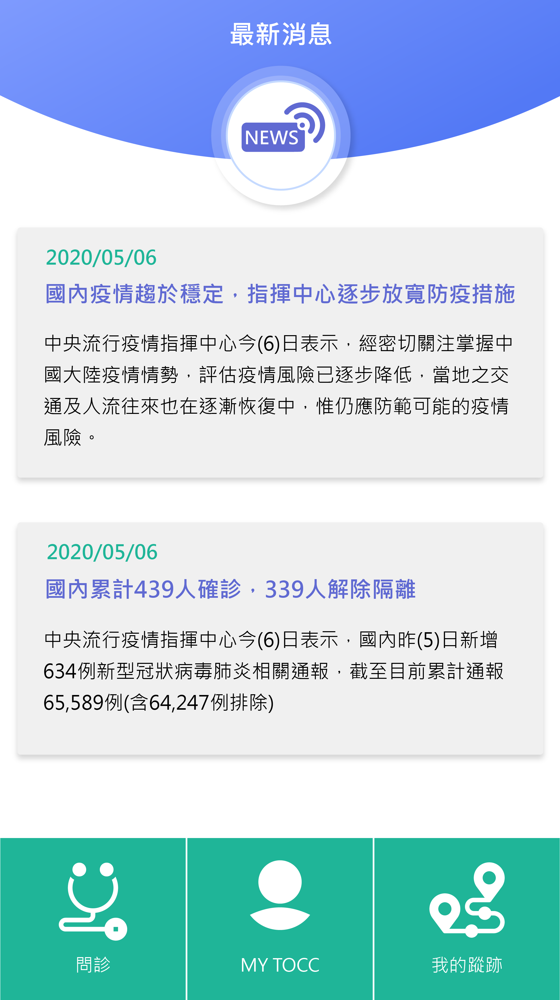 最新消息
NEWS
2020/05/06
國內疫情趨於穩定，指揮中心逐步放寬防疫措施
中央流行疫情指揮中心今(6)日表示，經密切關注掌握中
國大陸疫情情勢，評估疫情風險已逐步降低，當地之交
通及人流往來也在逐漸恢復中，惟仍應防範可能的疫情
風險。
2020/05/06
國內累計439人確診，339人解除隔離
中央流行疫情指揮中心今(6)日表示，國內昨(5)日新增
634例新型冠狀病毒肺炎相關通報，截至目前累計通報
65,589例(含64,247例排除)
問診
MY TOCC
我的蹤跡